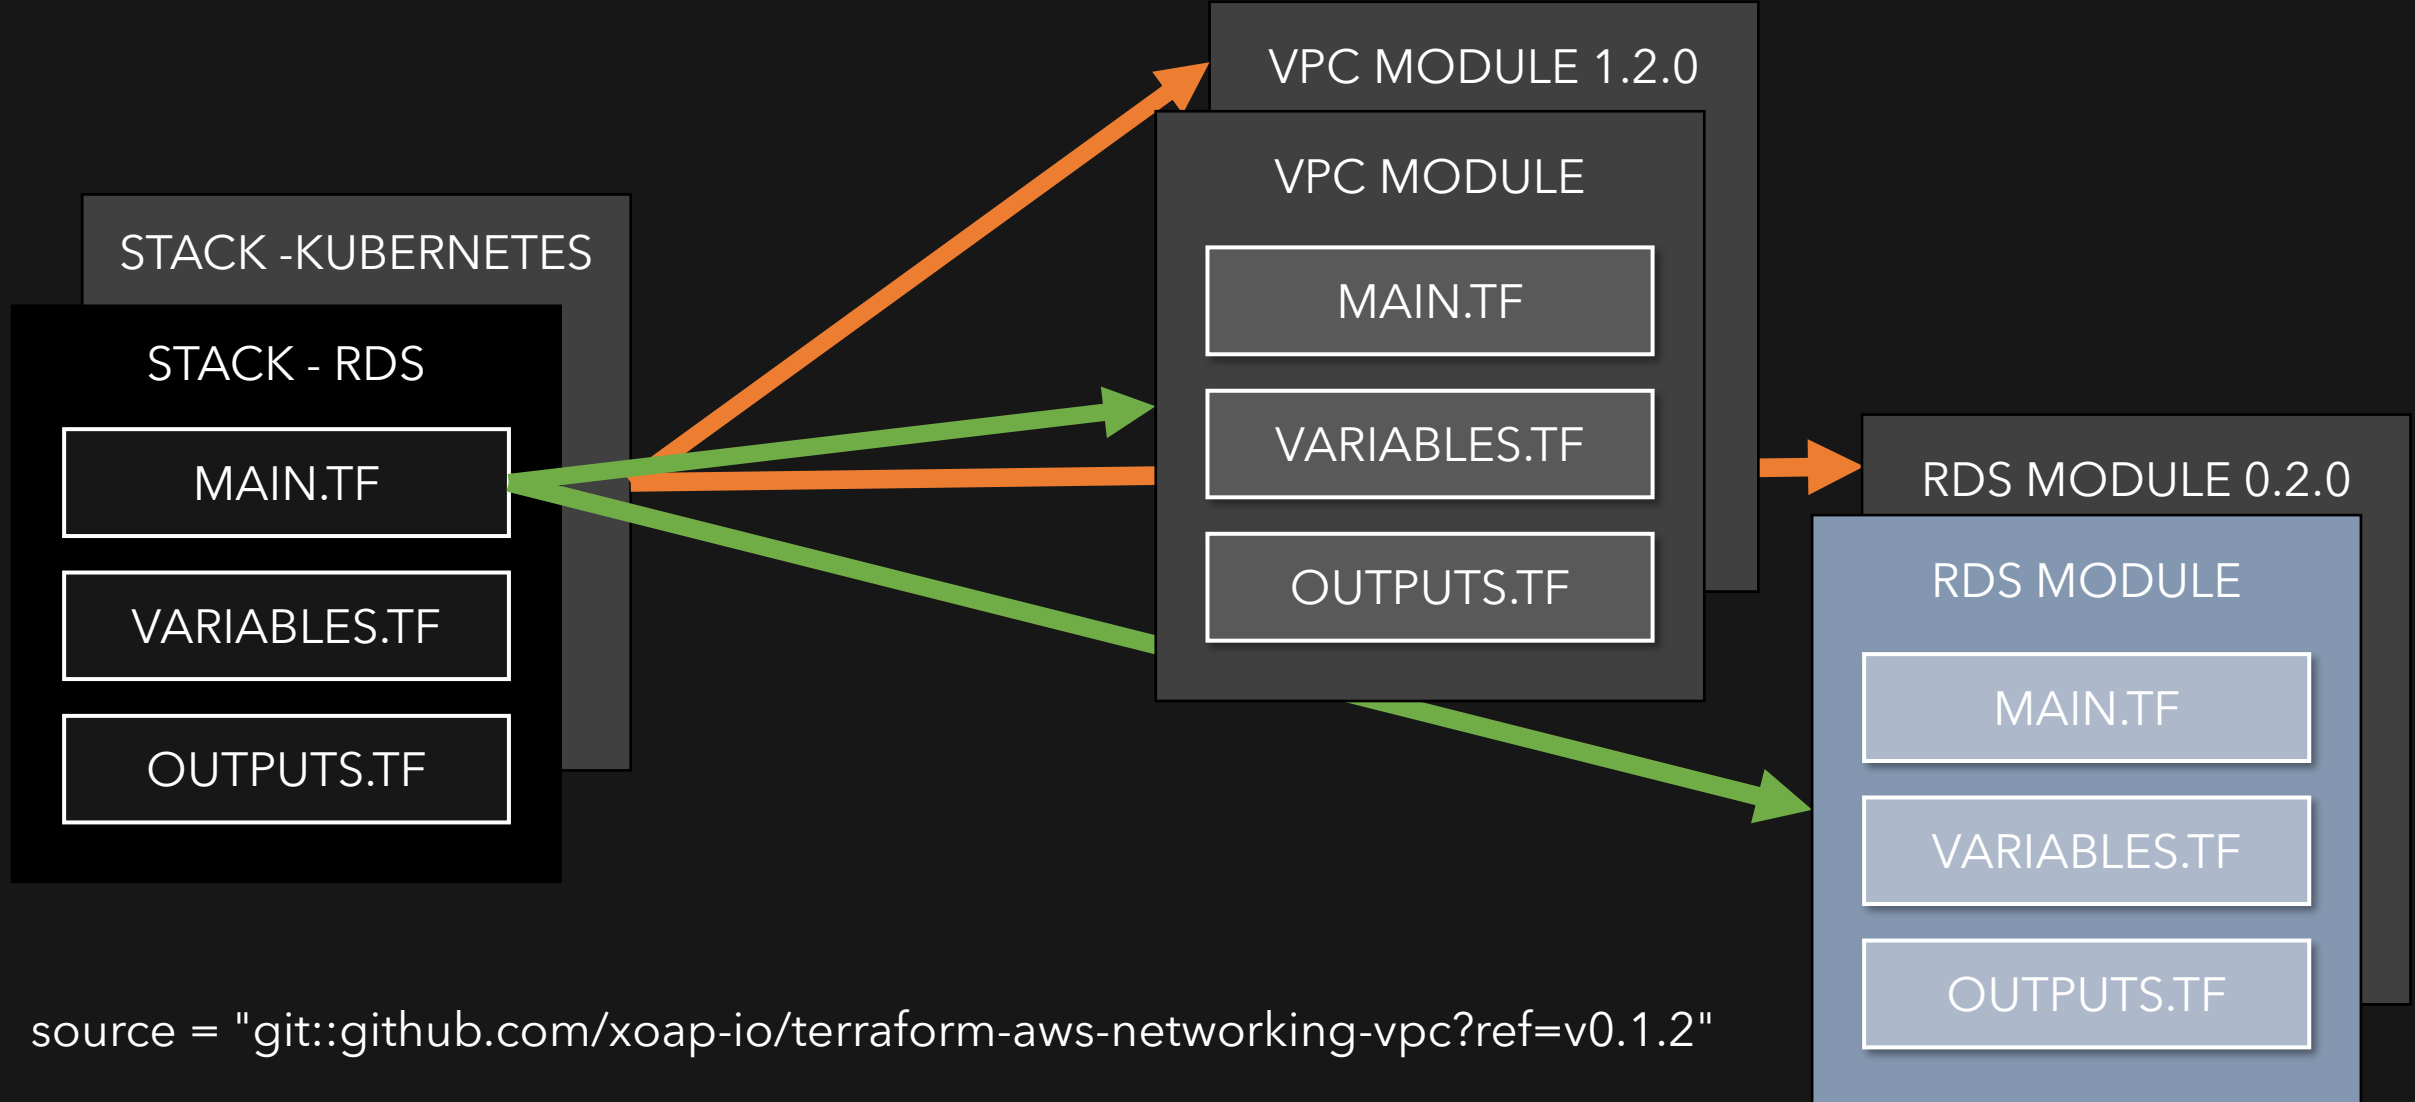 STACK -KUBERNETES
STACK - RDS
MAIN.TF
VARIABLES.TF
OUTPUTS.TF
VPC MODULE 1.2.0
VPC MODULE
MAIN.TF
VARIABLES.TF
OUTPUTS.TF
RDS MODULE 0.2.0
RDS MODULE
MAIN.TF
VARIABLES.TF
OUTPUTS.TF
source = "git::github.com/xoap-io/terraform-aws-networking-vpc?ref=v0.1.2"